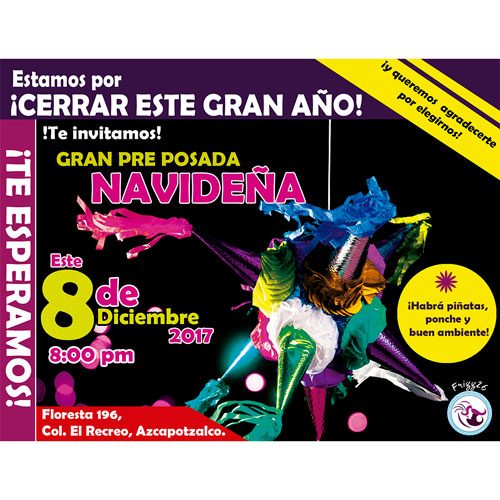 Estamos por
¡CERRAR ESTE GRAN AÑO!
¡y queremos agradecerte
por elegirnos!
¡TE ESPERAMOS!
!Te invitamos!
GRAN PRE POSADA
NAVIDEÑA
Este
8 de
Diciembre
2017
8:00 pm
¡Habrá piñatas,
ponche y
buen ambiente!
Floresta 196,
Col. El Recreo, Azcapotzalco.